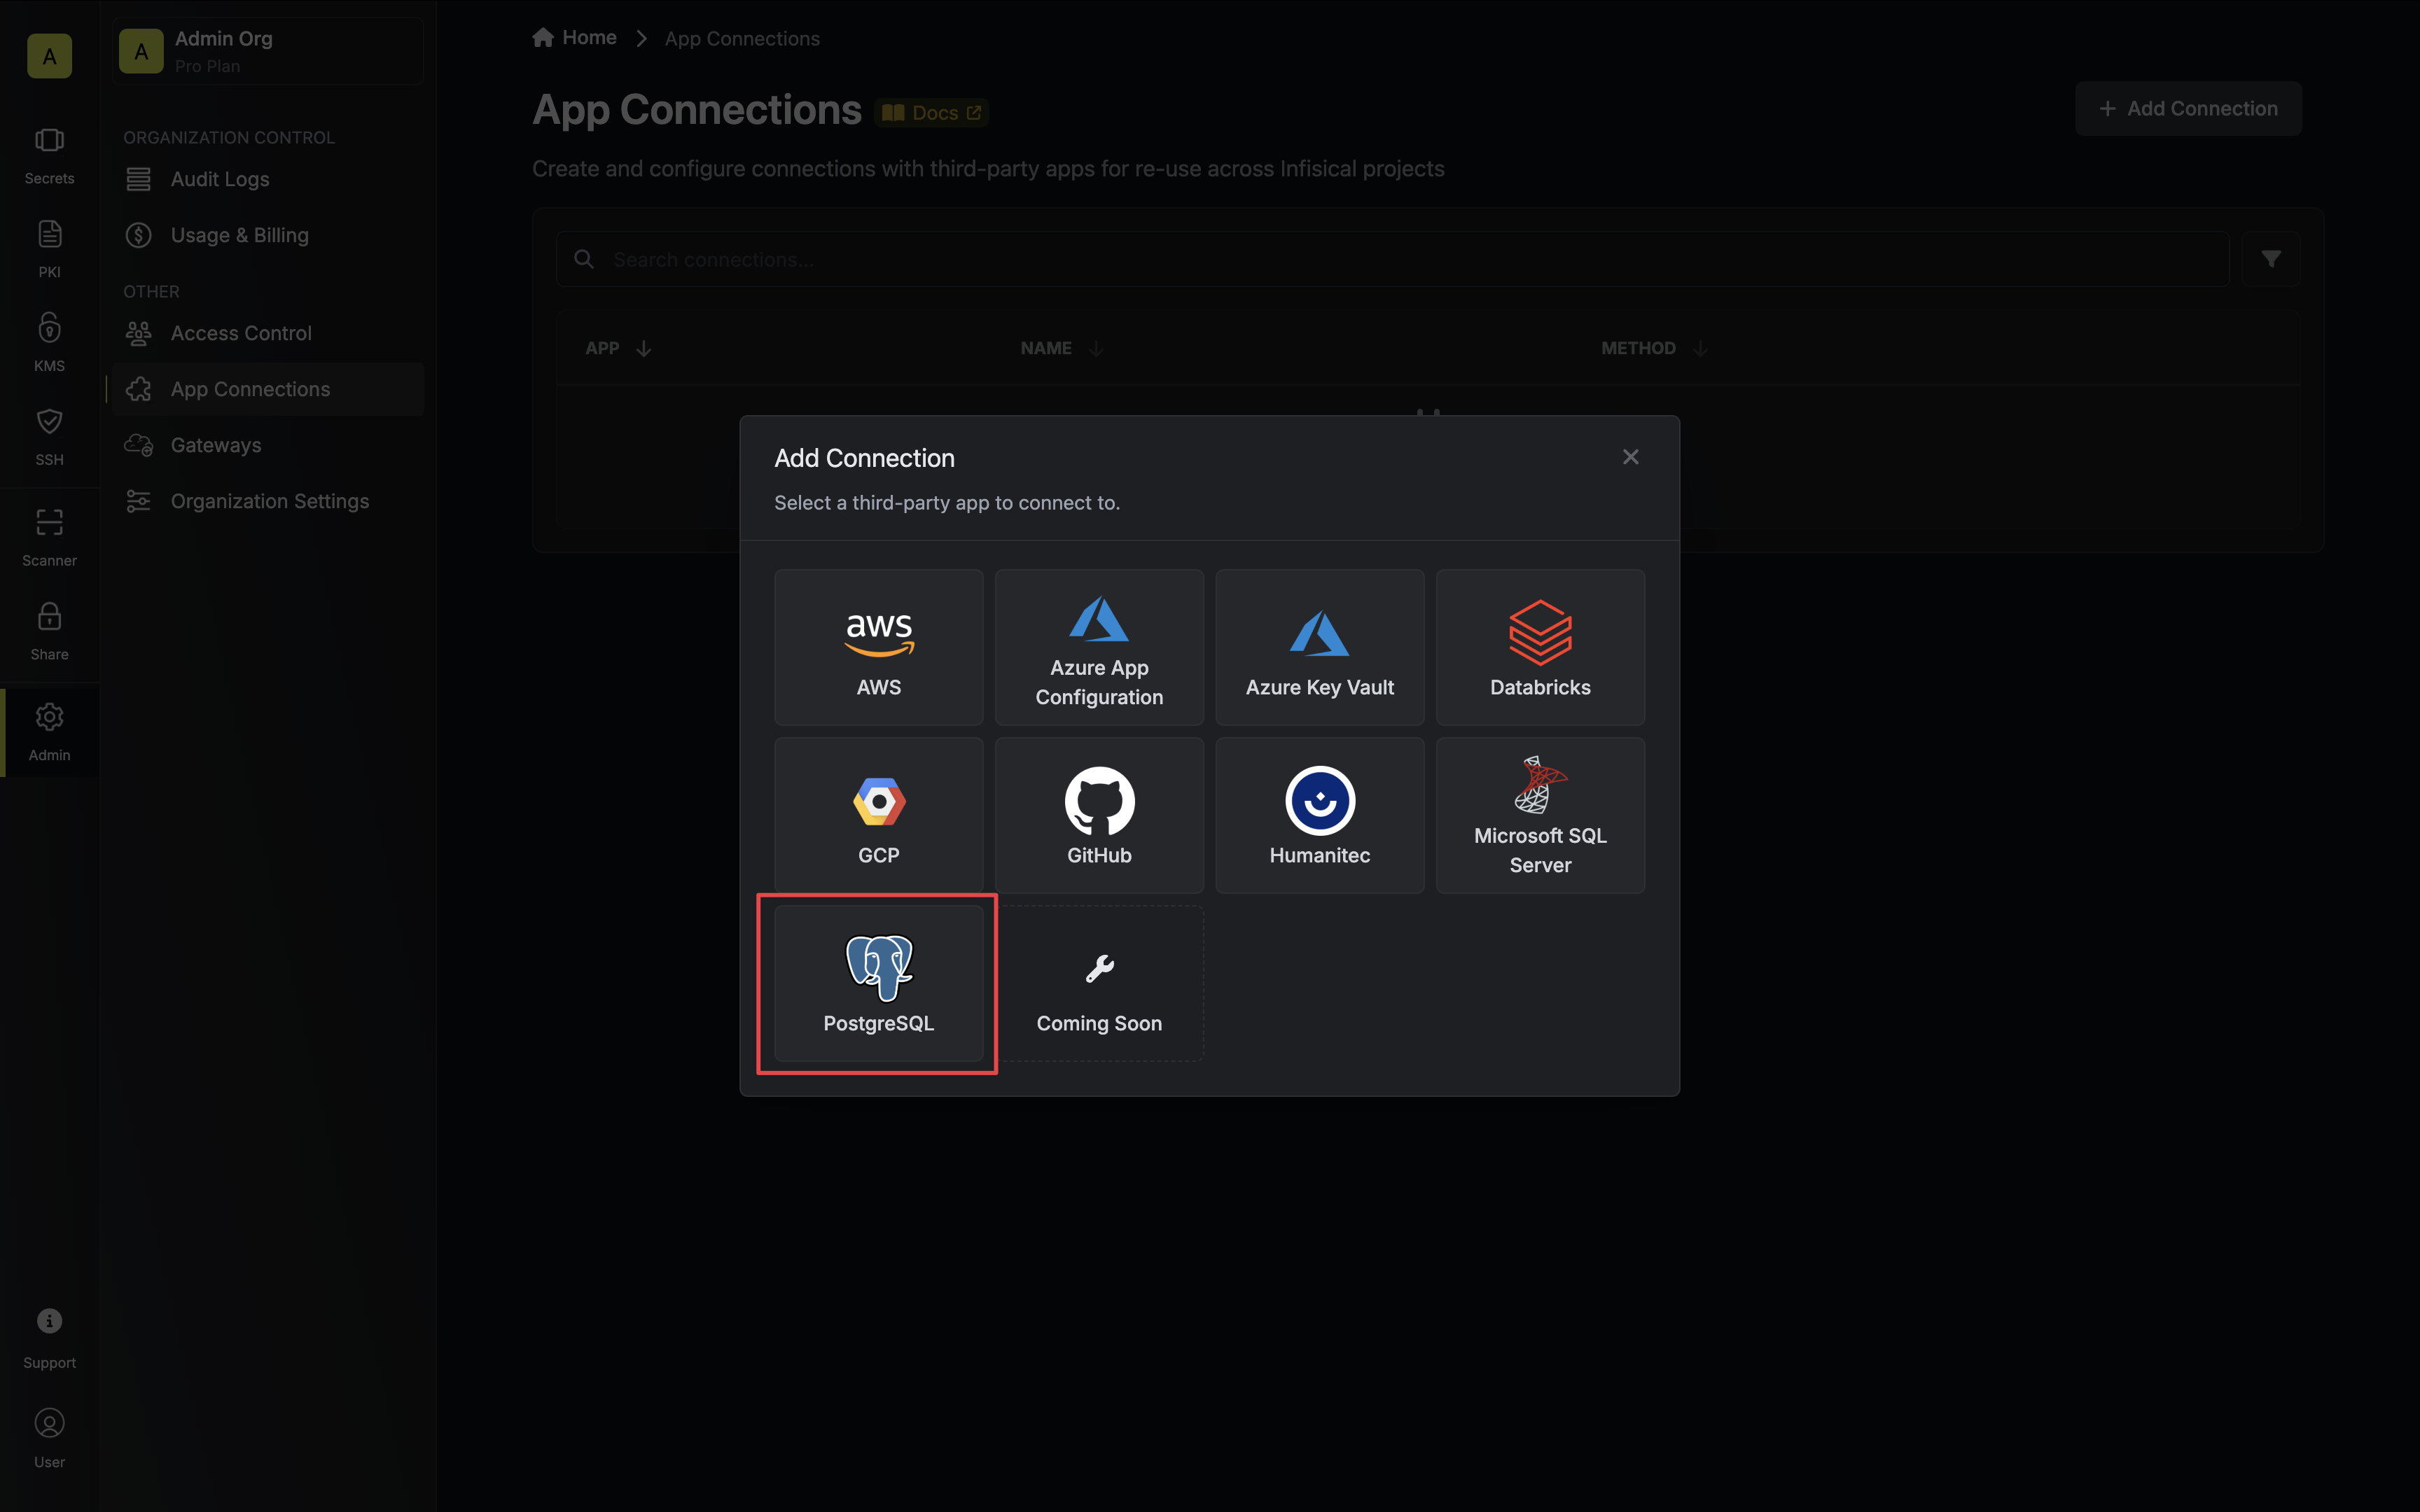 A
Secrets
PKI
KMS
SSH
Scanner
Share
Admin
Support
User
A
Admin Org
Pro Plan
ORGANIZATION CONTROL
Audit Logs
Usage & Billing
OTHER
Access Control
App Connections
Gateways
Organization Settings
Home
App Connections
App Connections
Docs
Add Connection
Create and configure connections with third-party apps for re-use across Infisical projects
Search connections...
APP
NAME
METHOD
Add Connection
Select a third-party app to connect to.
aws
AWS
Azure App
Configuration
Azure Key Vault
Databricks
GCP
GitHub
Humanitec
Microsoft SQL
Server
PostgreSQL
Coming Soon